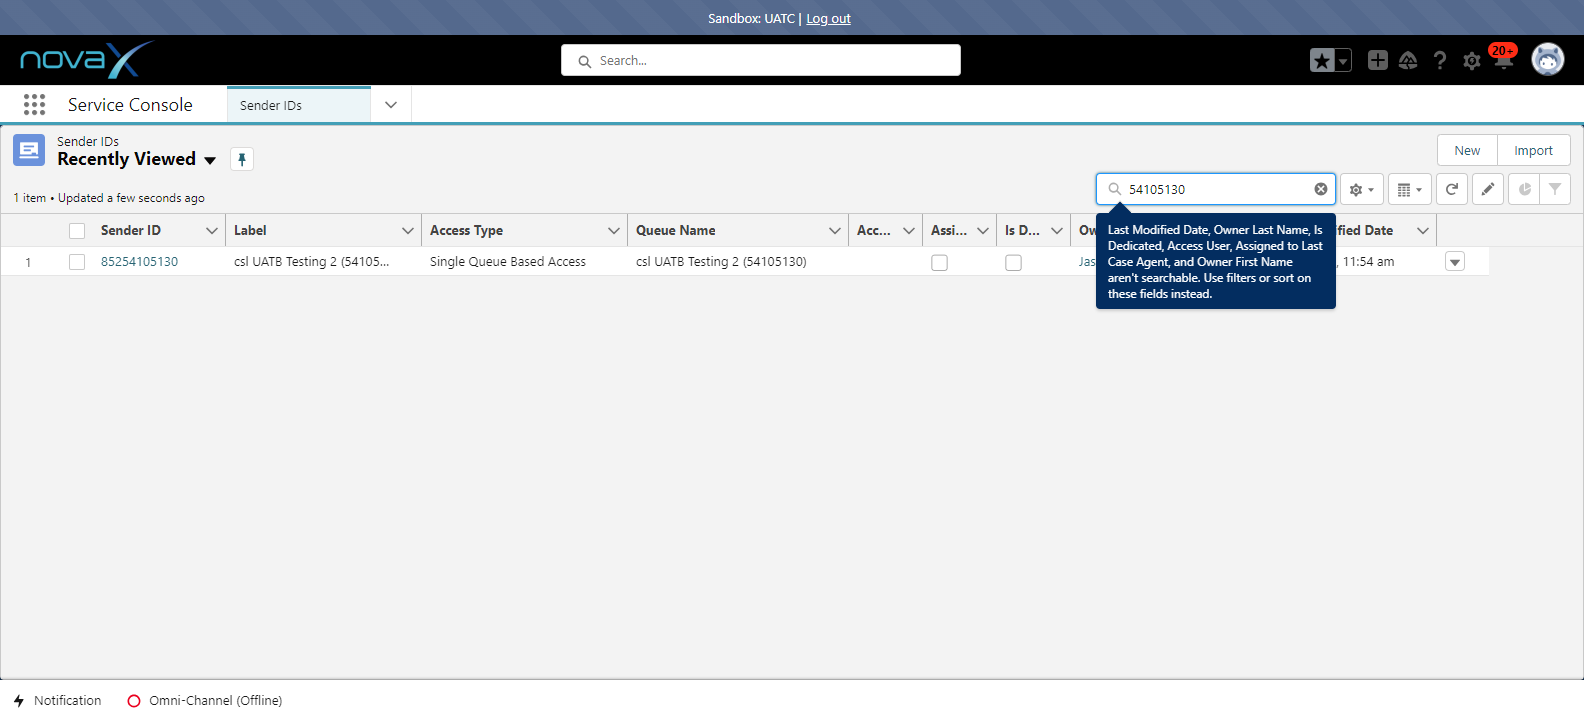 Sandbox: UATC | Log out
novaX
Search...
20+
Service Console
Sender IDs
Sender IDs
Recently Viewed
New
Import
1 item • Updated a few seconds ago
54105130
Sender ID
Label
Access Type
Queue Name
Acc...
Assi...
Is D...
Ow
fied Date
1
85254105130
csl UATB Testing 2 (54105...
Single Queue Based Access
csl UATB Testing 2 (54105130)
Jas
, 11:54 am
Last Modified Date, Owner Last Name, Is
Dedicated, Access User, Assigned to Last
Case Agent, and Owner First Name
aren't searchable. Use filters or sort on
these fields instead.
Notification
Omni-Channel (Offline)